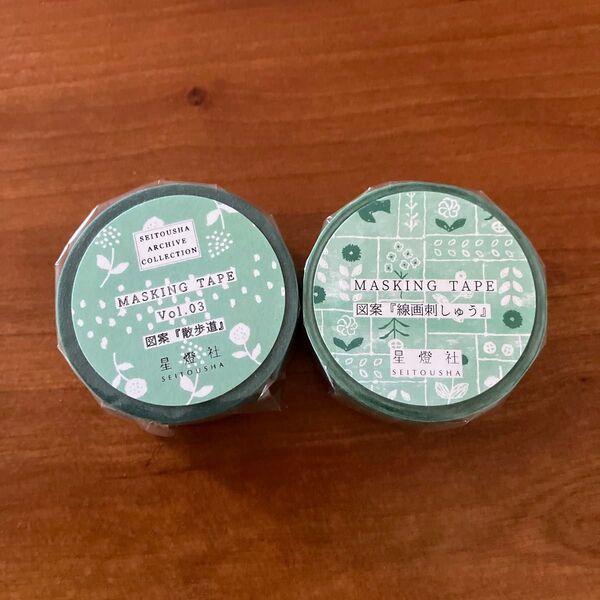 SEITOUSHA
ARCHIVE
COLLECTION
MASKING TAPE
Vol.03
図案『散歩道』
星燈社
SEITOUSHA
MASKING TAPE
図案『線画刺しゅう』
星燈社
SEITOUSHA